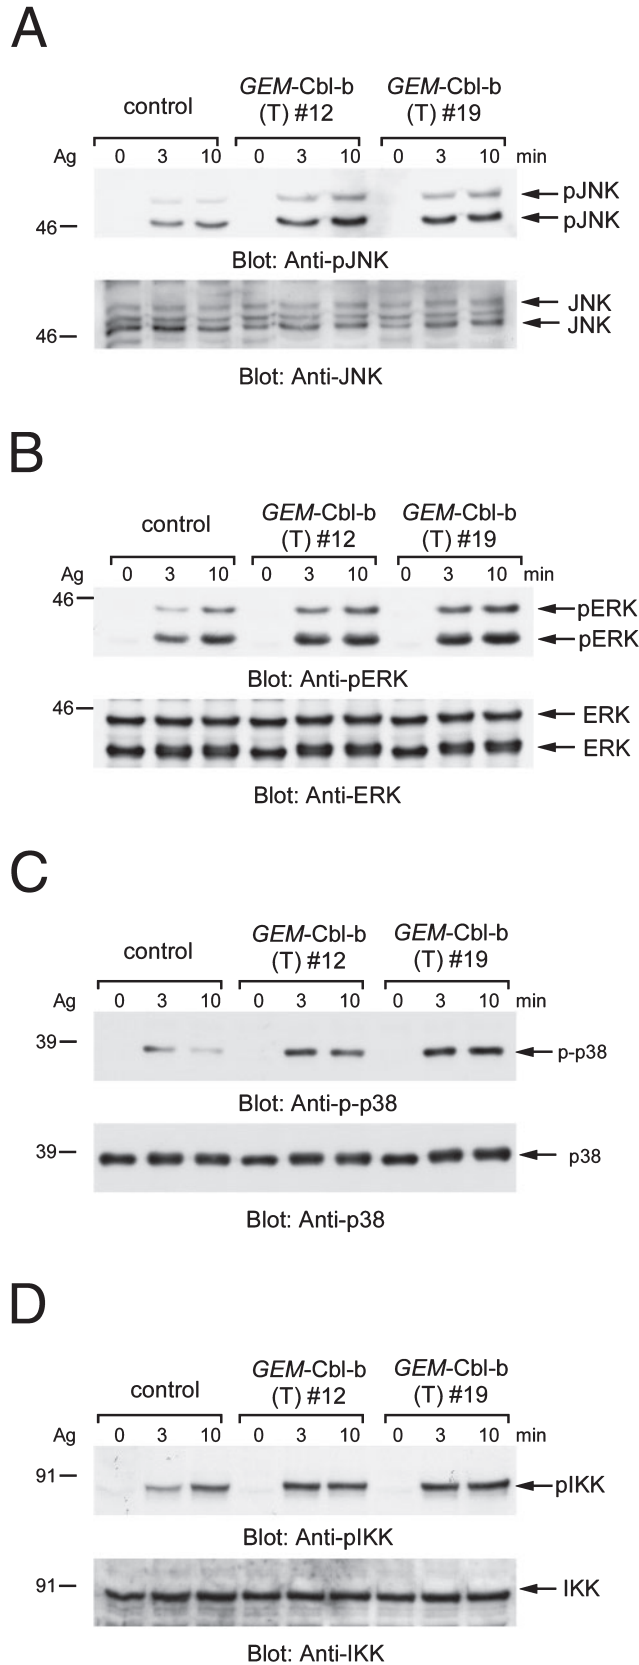 A
GEM-Cbl-b GEM-Cbl-b
control (T) #12 (T) #19
Ag 0 3 10 0 3 10 0 3 10 min
pJNK
46 pJNK
Blot: Anti-pJNK
JNK
JNK
46
Blot: Anti-JNK
B
GEM-Cbl-b GEM-Cbl-b
control (T) #12 (T) #19
Ag 0 3 10 0 3 10 0 3 10 min
46
pERK
pERK
Blot: Anti-pERK
46 ERK
ERK
Blot: Anti-ERK
C
GEM-Cbl-b GEM-Cbl-b
control (T) #12 (T) #19
Ag 0 3 10 0 3 10 0 3 10 min
39
p-p38
Blot: Anti-p-p38
39 p38
Blot: Anti-p38
D
GEM-Cbl-b GEM-Cbl-b
control (T) #12 (T) #19
Ag 0 3 10 0 3 10 0 3 10 min
91
pIKK
Blot: Anti-pIKK
91 IKK
Blot: Anti-IKK